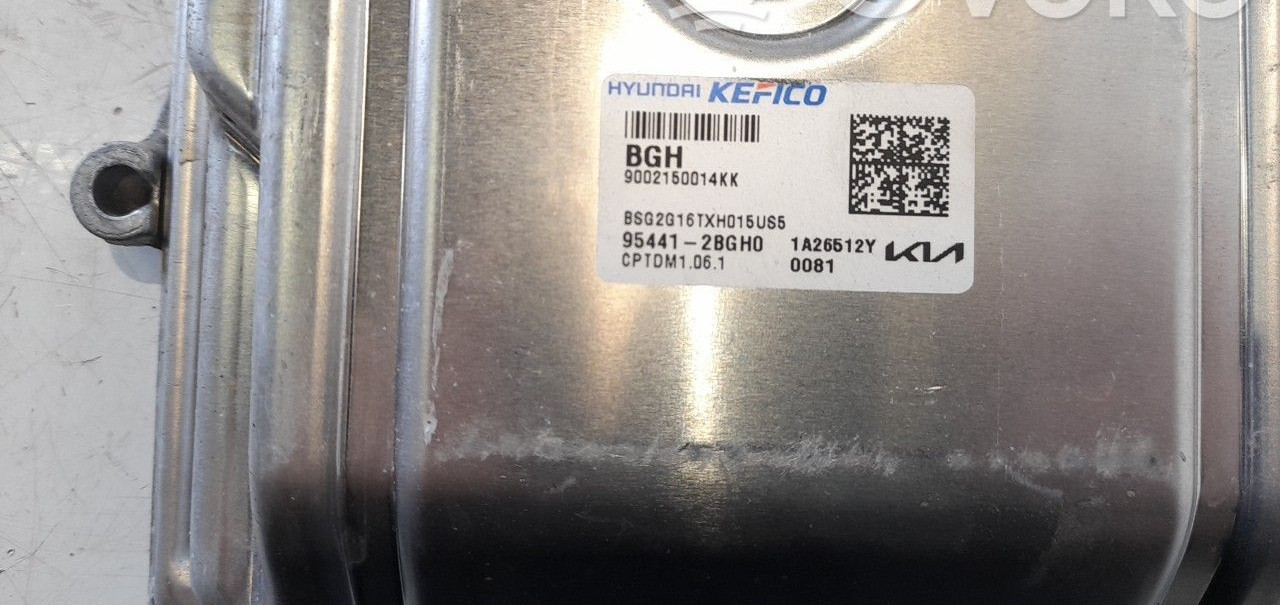 HYUNDAI KEFICO
BGH
9002150014KK
BSG2G16TXH015US5
95441-2BGH0 1A26512Y KIA
CPTDM1.06.1 0081